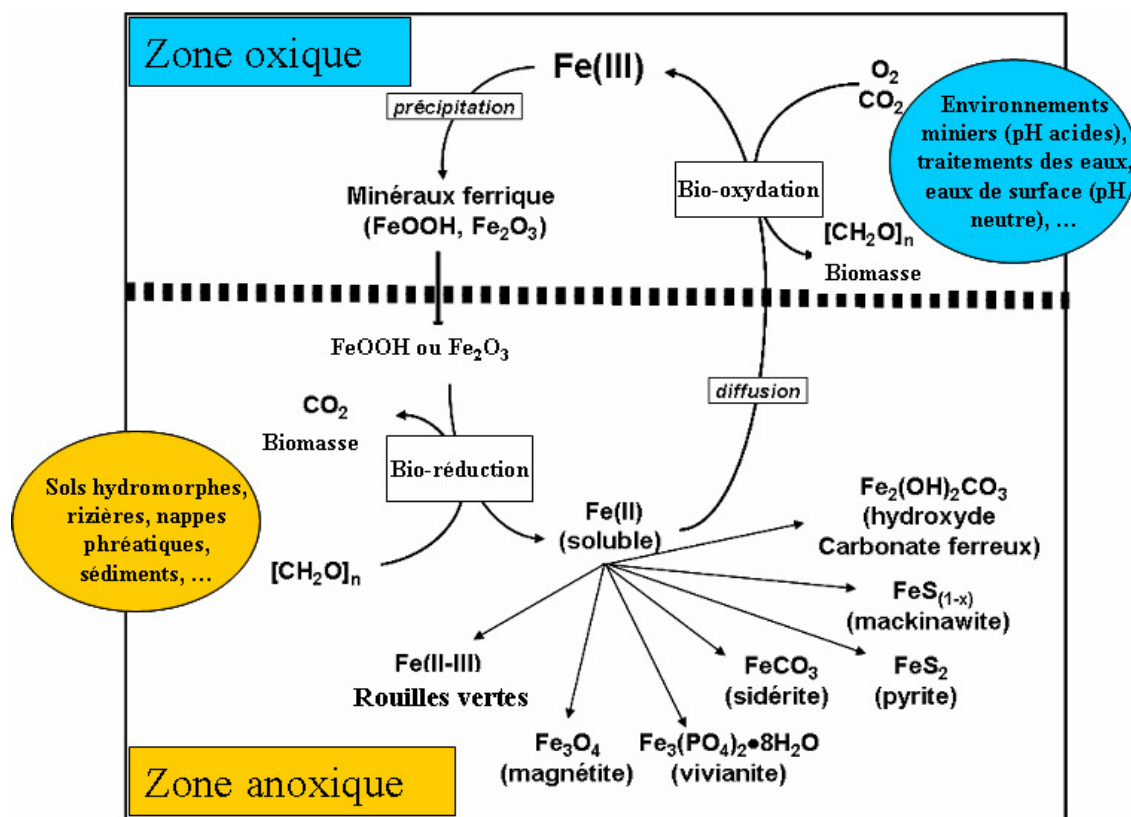 Zone oxique
Fe(III)
précipitation
O₂
CO₂
Environnements
miniers (pH acides),
traitements des eaux,
eaux de surface (pH
neutre), …
Bio-oxydation
Minéraux ferrique
(FeOOH, Fe₂O₃)
[CH₂O]n
Biomasse
FeOOH ou Fe₂O₃
diffusion
CO₂
Biomasse
Bio-réduction
Sols hydromorphes,
rizières, nappes
phréatiques,
sédiments, …
[CH₂O]n
Fe(II)
(soluble)
Fe₂(OH)₂CO₃
(hydroxyde
Carbonate ferreux)
FeS(1-x)
(mackinawite)
Fe(II-III)
Rouilles vertes
FeCO₃
(sidérite)
FeS₂
(pyrite)
Fe₃O₄
(magnétite)
Fe₃(PO₄)₂•8H₂O
(vivianite)
Zone anoxique